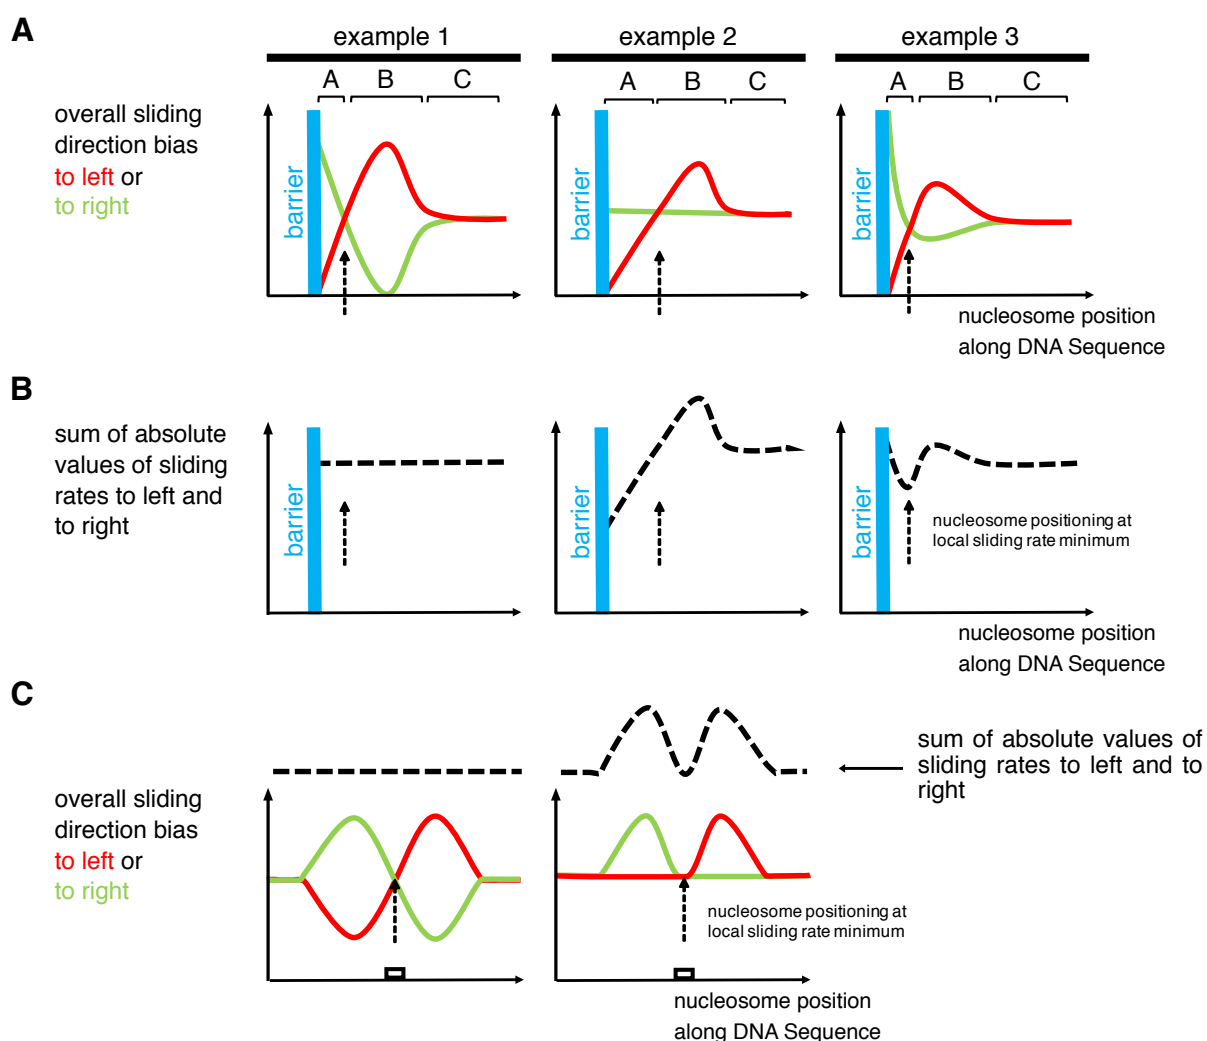 A
example 1
example 2
example 3
A B C
A B C
A B C
overall sliding
direction bias
to left or
to right
barrier
barrier
barrier
nucleosome position
along DNA Sequence
B
sum of absolute
values of sliding
rates to left and
to right
barrier
barrier
barrier
nucleosome positioning at
local sliding rate minimum
nucleosome position
along DNA Sequence
C
sum of absolute values of
sliding rates to left and to
right
overall sliding
direction bias
to left or
to right
nucleosome positioning at
local sliding rate minimum
nucleosome position
along DNA Sequence